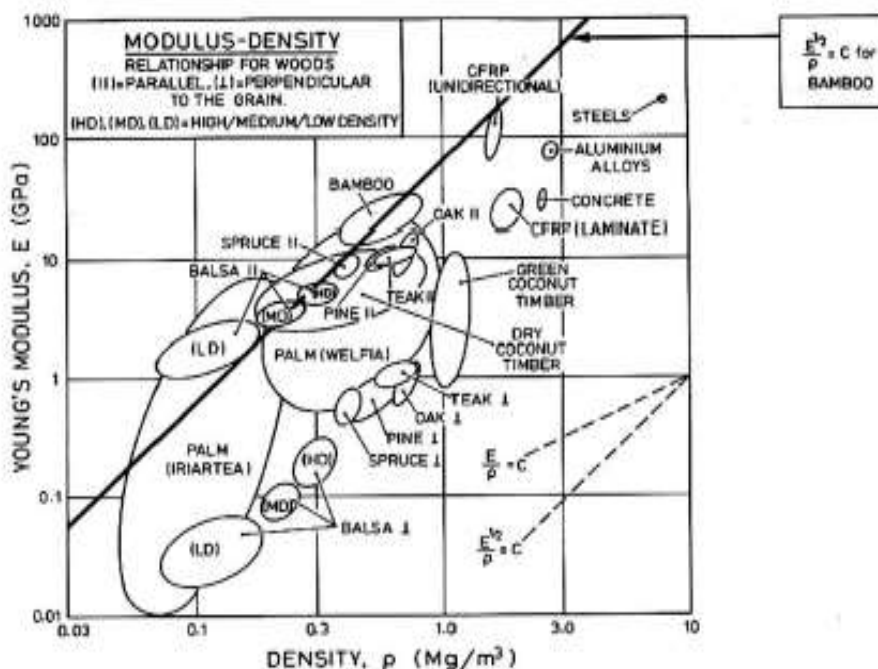 1000
100
10
1
0.1
0.01
YOUNG'S MODULUS, E (GPa)
MODULUS-DENSITY
RELATIONSHIP FOR WOODS
(II)=PARALLEL, (⊥)=PERPENDICULAR
TO THE GRAIN.
(HD), (MD), (LD) = HIGH/MEDIUM/LOW DENSITY
CFRP
(UNIDIRECTIONAL)
E^1/2/ρ = C for
BAMBOO
STEELS
ALUMINIUM
ALLOYS
BAMBOO
CONCRETE
OAK II
CFRP (LAMINATE)
SPRUCE II
BALSA II
GREEN
COCONUT
TIMBER
(HD)
(MD)
PINE II
TEAK II
(LD)
DRY
COCONUT
TIMBER
PALM (WELFIA)
TEAK ⊥
OAK ⊥
PINE ⊥
SPRUCE ⊥
PALM
(IRIARTEA)
(HD)
E/ρ = C
(MD)
BALSA ⊥
(LD)
E^1/2/ρ = C
0.03
0.1
0.3
1.0
3.0
10
DENSITY, ρ (Mg/m³)